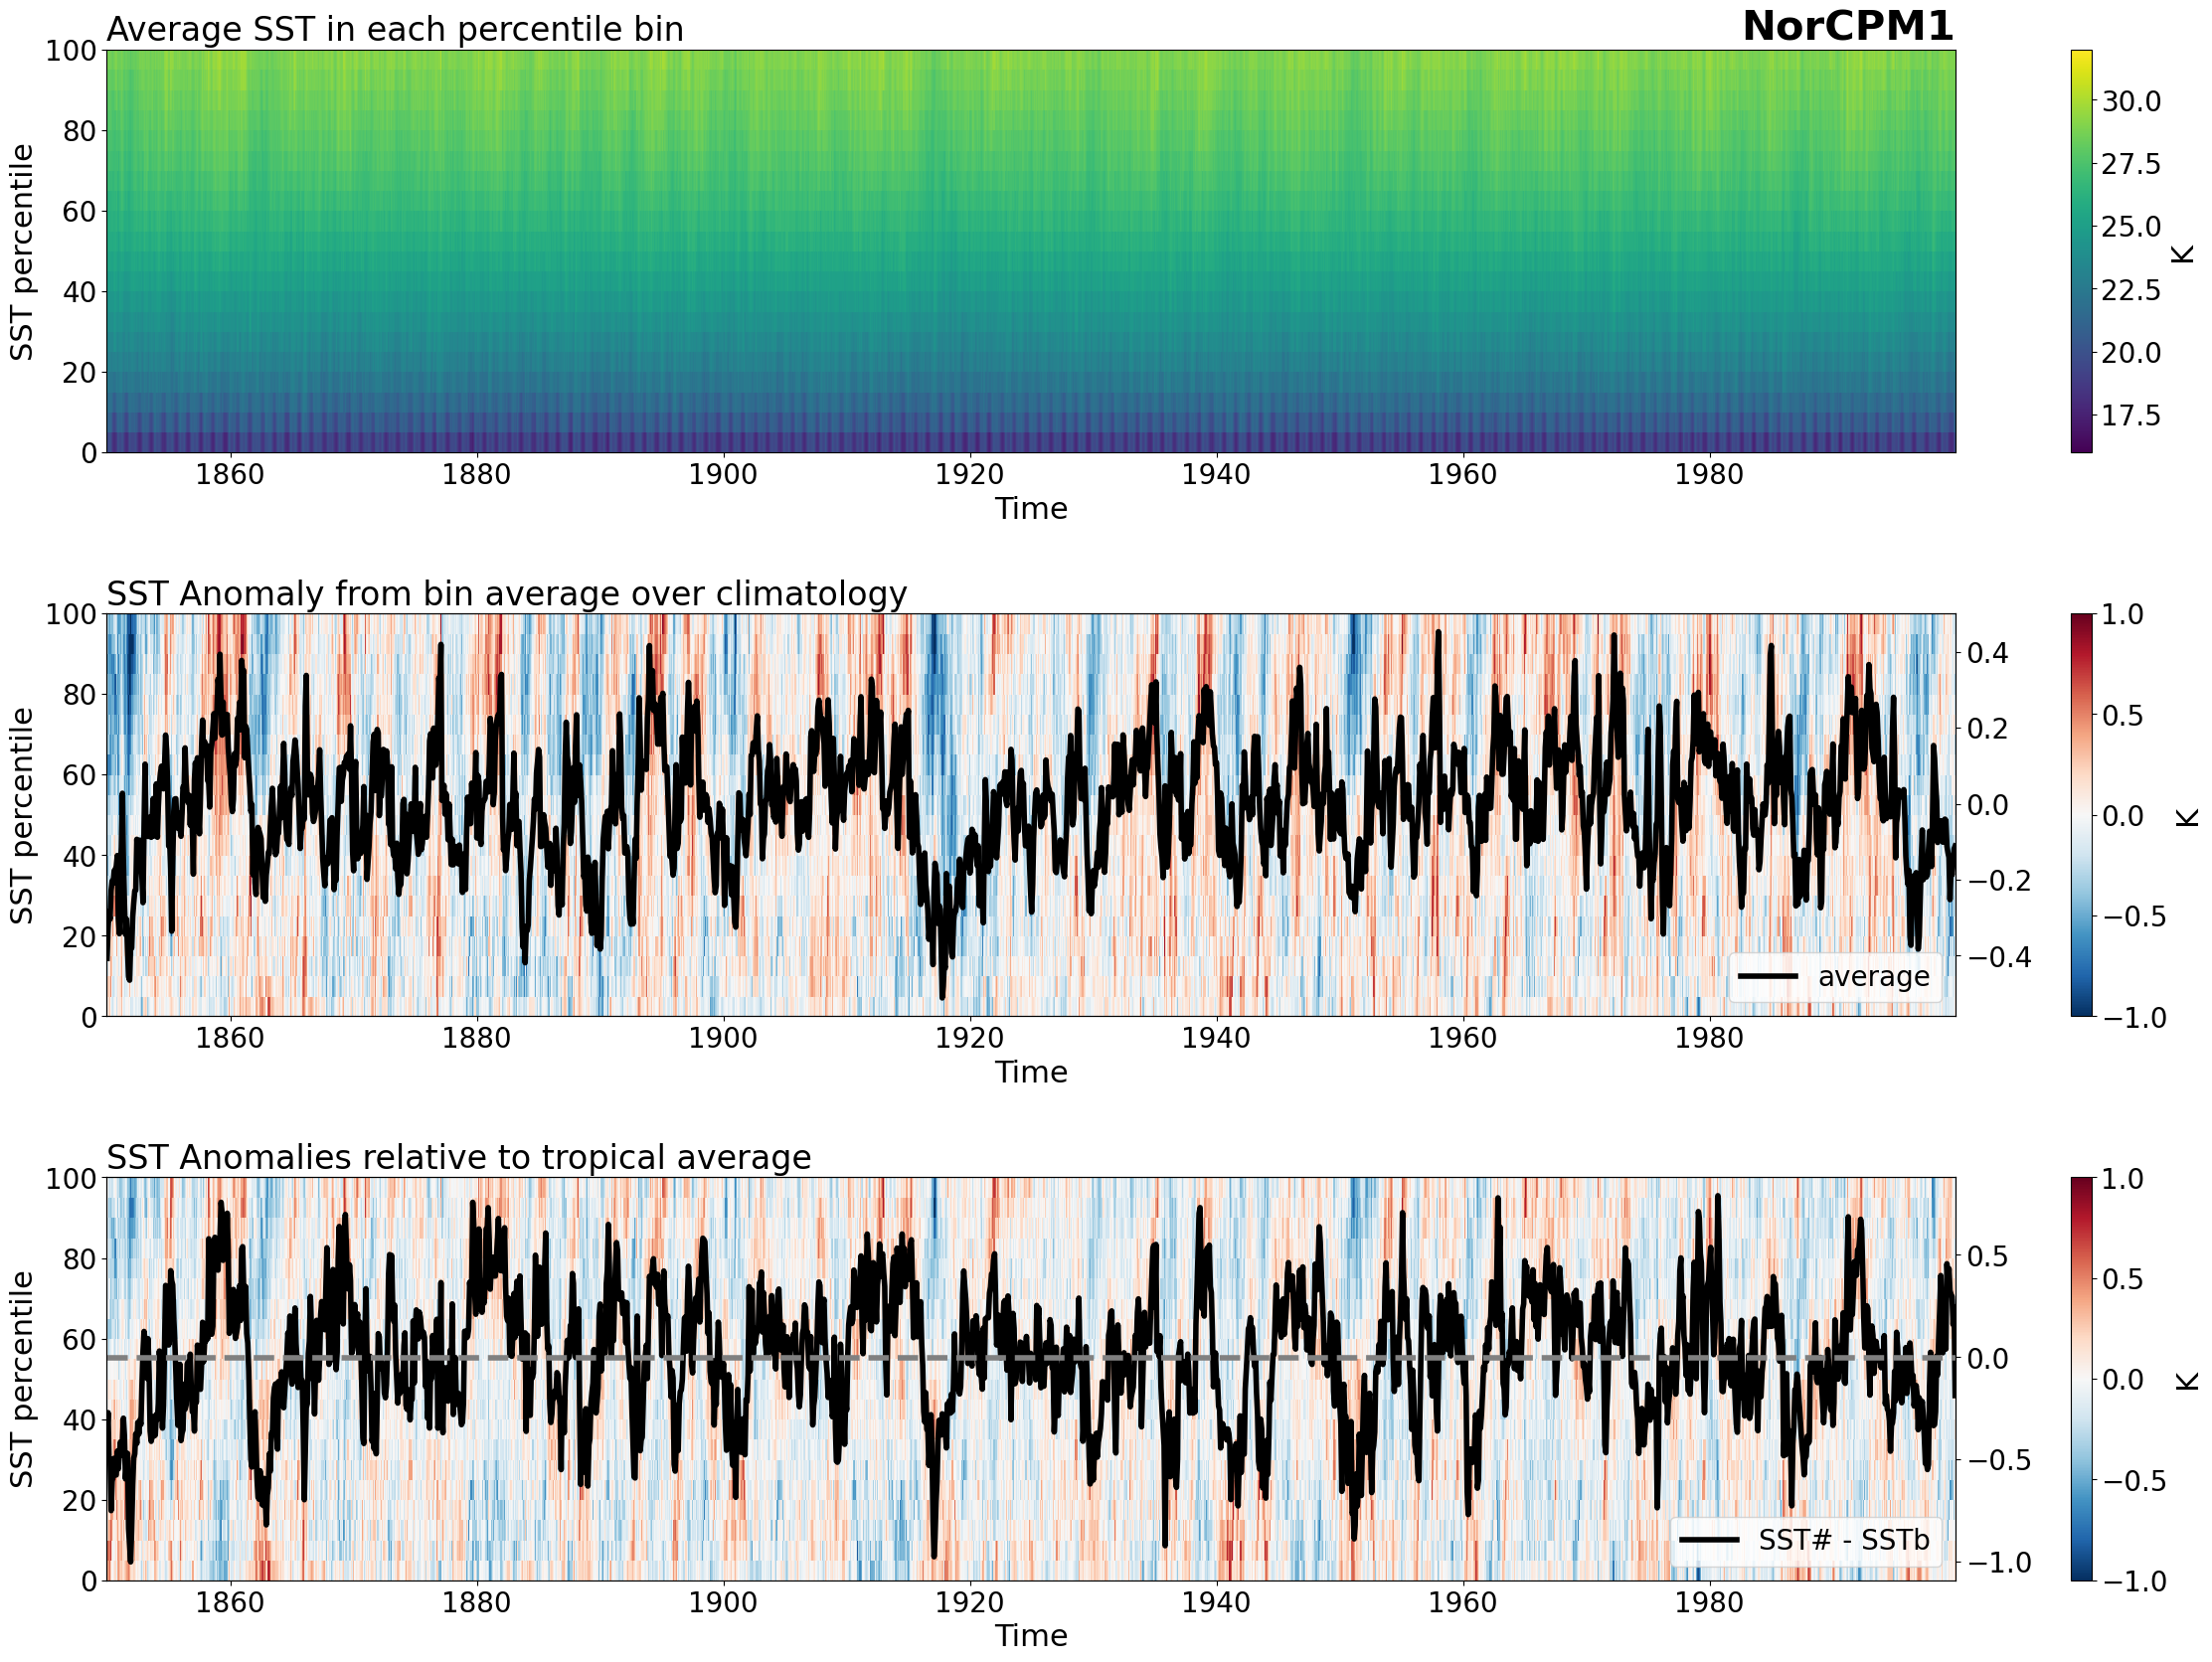 Average SST in each percentile bin
NorCPM1
100
80
60
40
20
0
SST percentile
1860 1880 1900 1920 1940 1960 1980
Time
30.0
27.5
25.0
22.5
20.0
17.5
K
SST Anomaly from bin average over climatology
100
80
60
40
20
0
SST percentile
1860 1880 1900 1920 1940 1960 1980
Time
0.4
0.2
0.0
−0.2
−0.4
average
1.0
0.5
0.0
−0.5
−1.0
K
SST Anomalies relative to tropical average
100
80
60
40
20
0
SST percentile
1860 1880 1900 1920 1940 1960 1980
Time
0.5
0.0
−0.5
−1.0
SST# - SSTb
1.0
0.5
0.0
−0.5
−1.0
K